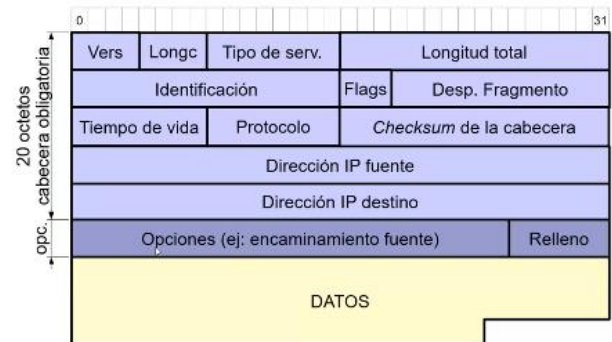 0 31
Vers Longc Tipo de serv. Longitud total
Identificación Flags Desp. Fragmento
Tiempo de vida Protocolo Checksum de la cabecera
Dirección IP fuente
Dirección IP destino
20 octetos
cabecera obligatoria
opc.
Opciones (ej: encaminamiento fuente) Relleno
DATOS